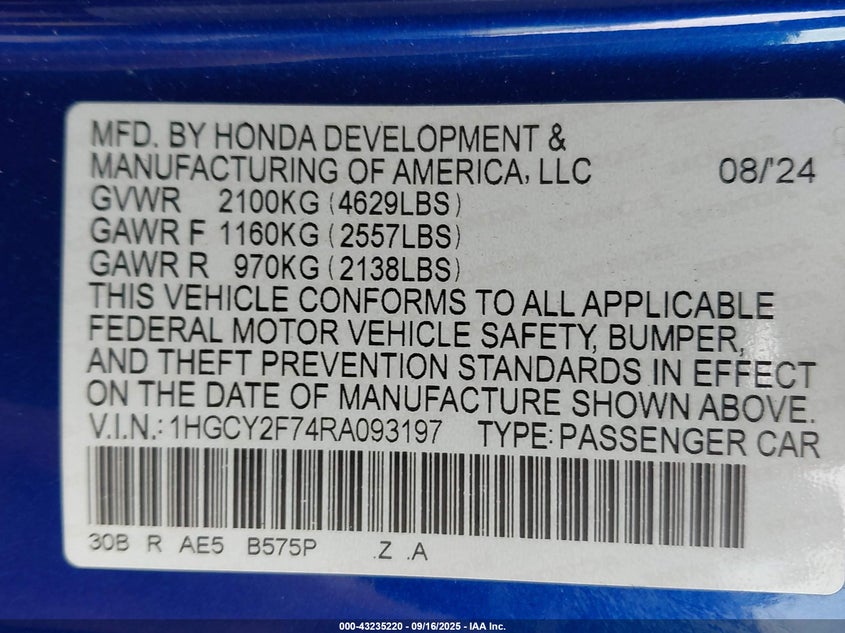 MFD. BY HONDA DEVELOPMENT &
MANUFACTURING OF AMERICA, LLC 08/'24
GVWR 2100KG (4629LBS)
GAWR F 1160KG (2557LBS)
GAWR R 970KG (2138LBS)
THIS VEHICLE CONFORMS TO ALL APPLICABLE
FEDERAL MOTOR VEHICLE SAFETY, BUMPER,
AND THEFT PREVENTION STANDARDS IN EFFECT
ON THE DATE OF MANUFACTURE SHOWN ABOVE.
V.I.N.: 1HGCY2F74RA093197 TYPE: PASSENGER CAR
30B R AE5 B575P .Z .A
000-43235220 - 09/16/2025 - IAA Inc.